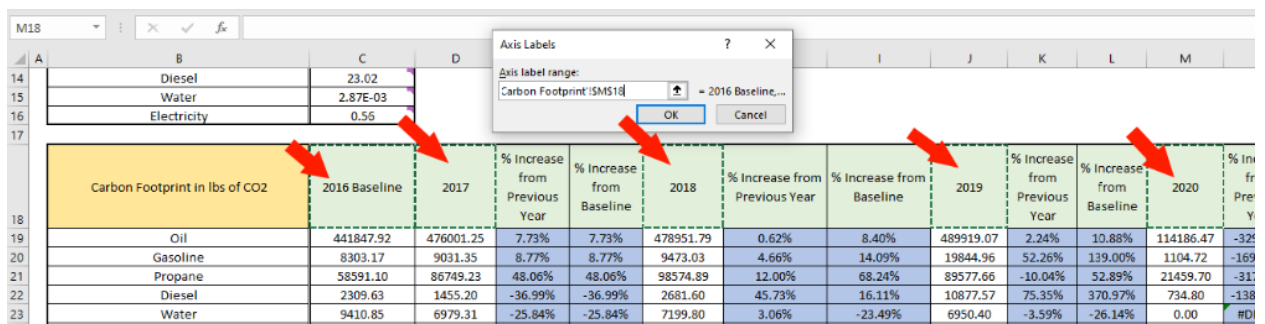 M18 fx
Axis Labels ? ×
Axis label range:
Carbon Footprint'!$M$18 = 2016 Baseline,...
OK Cancel
A B C D I J K L M
14 Diesel 23.02
15 Water 2.87E-03
16 Electricity 0.56
17
18 Carbon Footprint in lbs of CO2 2016 Baseline 2017 % Increase from Previous Year % Increase from Baseline 2018 % Increase from Previous Year % Increase from Baseline 2019 % Increase from Previous Year % Increase from Baseline 2020
19 Oil 441847.92 476001.25 7.73% 7.73% 478951.79 0.62% 8.40% 489919.07 2.24% 10.88% 114186.47 -329
20 Gasoline 8303.17 9031.35 8.77% 8.77% 9473.03 4.66% 14.09% 19844.96 52.26% 139.00% 1104.72 -169
21 Propane 58591.10 86749.23 48.06% 48.06% 98574.89 12.00% 68.24% 89577.66 -10.04% 52.89% 21459.70 -317
22 Diesel 2309.63 1455.20 -36.99% -36.99% 2681.60 45.73% 16.11% 10877.57 75.35% 370.97% 734.80 -138
23 Water 9410.85 6979.31 -25.84% -25.84% 7199.80 3.06% -23.49% 6950.40 -3.59% -26.14% 0.00 #DI